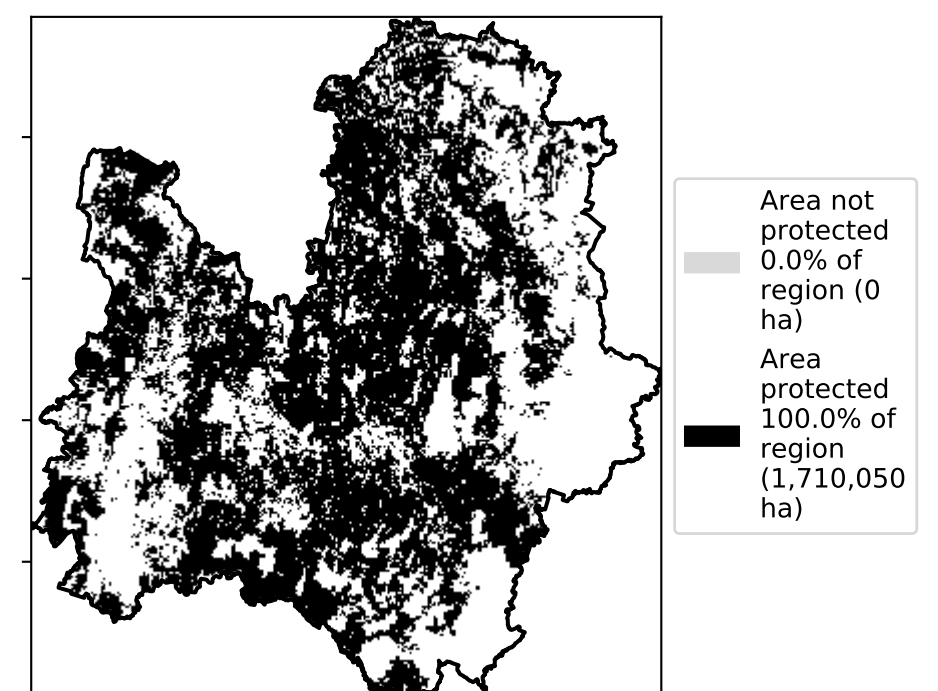 Area not
protected
0.0% of
region (0
ha)
Area
protected
100.0% of
region
(1,710,050
ha)